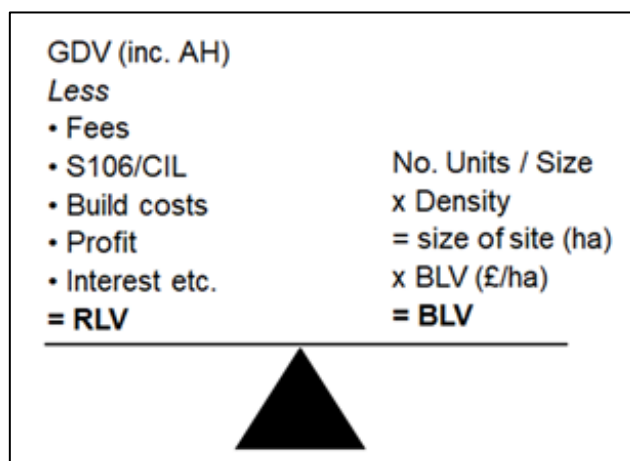 GDV (inc. AH)
Less
• Fees
• S106/CIL
• Build costs
• Profit
• Interest etc.
= RLV
No. Units / Size
x Density
= size of site (ha)
x BLV (£/ha)
= BLV